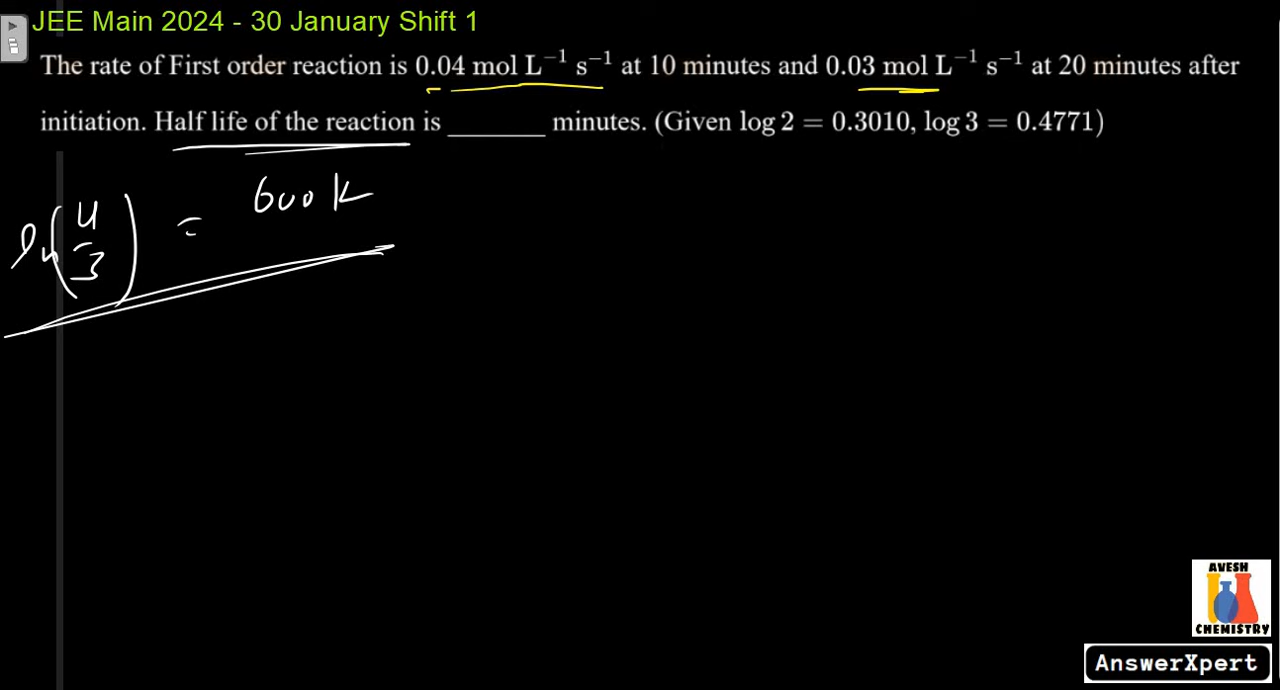 JEE Main 2024 - 30 January Shift 1
The rate of First order reaction is 0.04 mol L⁻¹ s⁻¹ at 10 minutes and 0.03 mol L⁻¹ s⁻¹ at 20 minutes after
initiation. Half life of the reaction is ________ minutes. (Given log 2 = 0.3010, log 3 = 0.4771)
ln(4/3) = 600 K
AVESH
CHEMISTRY
AnswerXpert